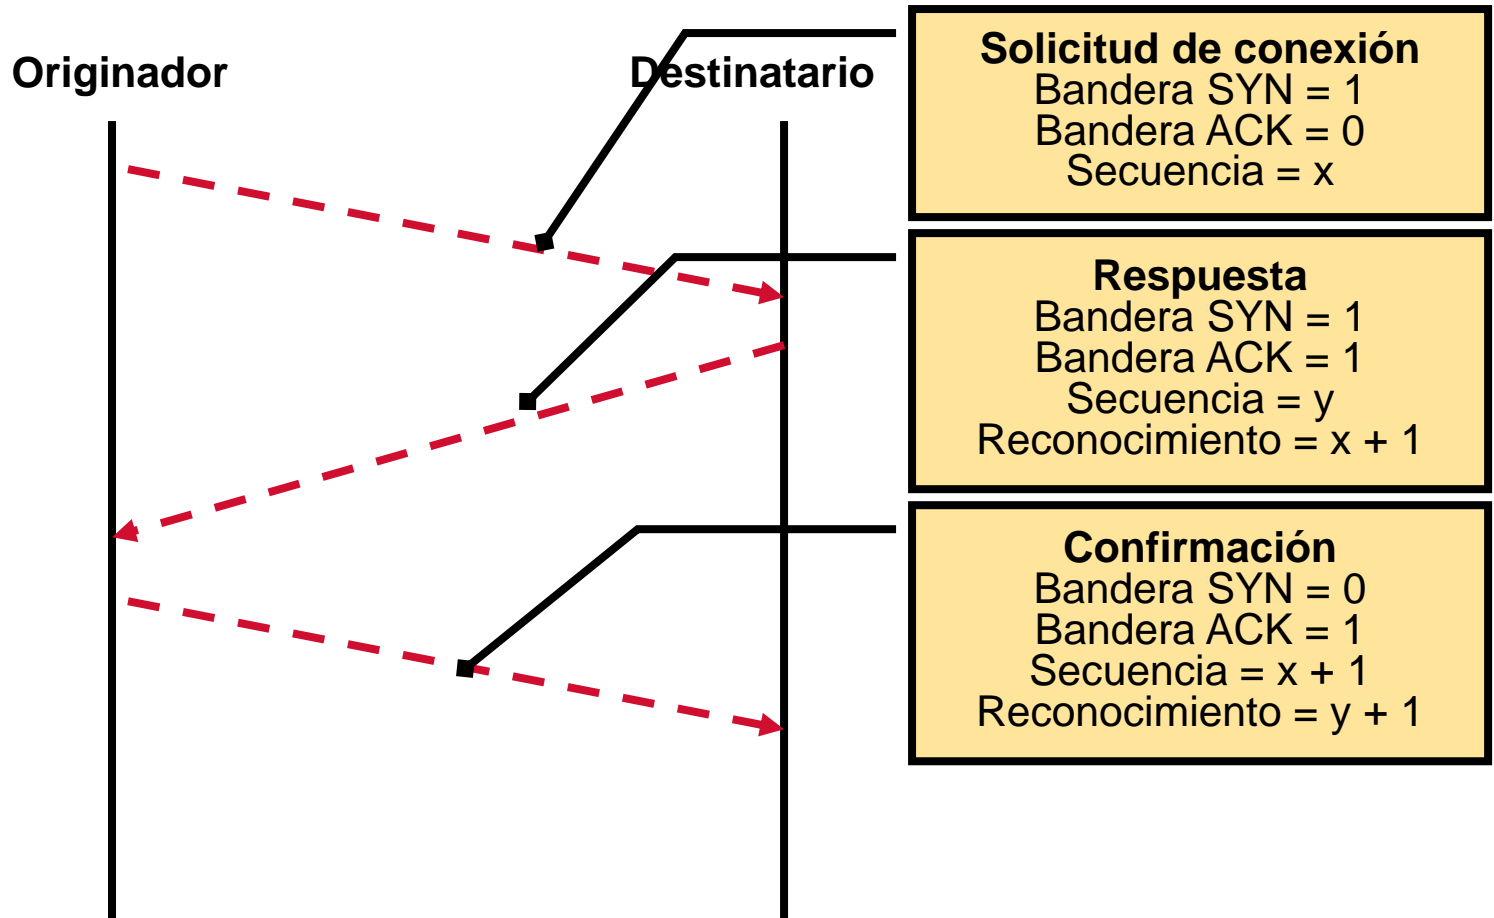 Originador
Destinatario
Solicitud de conexión
Bandera SYN = 1
Bandera ACK = 0
Secuencia = x
Respuesta
Bandera SYN = 1
Bandera ACK = 1
Secuencia = y
Reconocimiento = x + 1
Confirmación
Bandera SYN = 0
Bandera ACK = 1
Secuencia = x + 1
Reconocimiento = y + 1